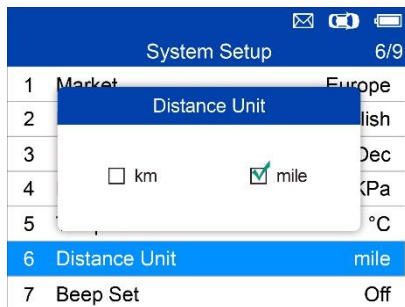 System Setup 6/9
1 Market Europe
Distance Unit
2 lish
3 Dec
km mile
4 KPa
5 °C
6 Distance Unit mile
7 Beep Set Off